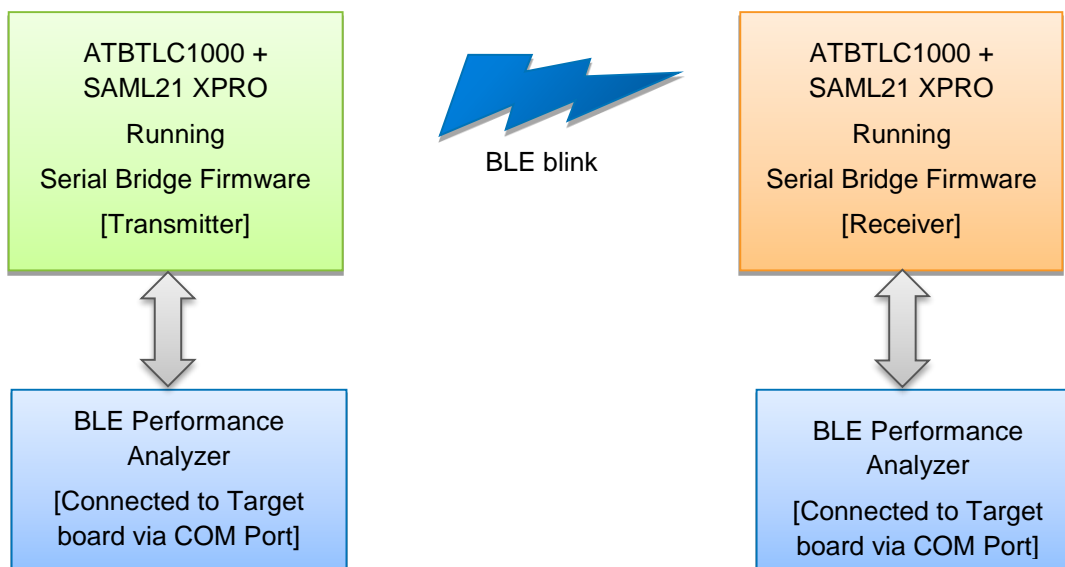 ATBTLC1000 +
SAML21 XPRO
Running
Serial Bridge Firmware
[Transmitter]
BLE blink
ATBTLC1000 +
SAML21 XPRO
Running
Serial Bridge Firmware
[Receiver]
BLE Performance
Analyzer
[Connected to Target
board via COM Port]
BLE Performance
Analyzer
[Connected to Target
board via COM Port]